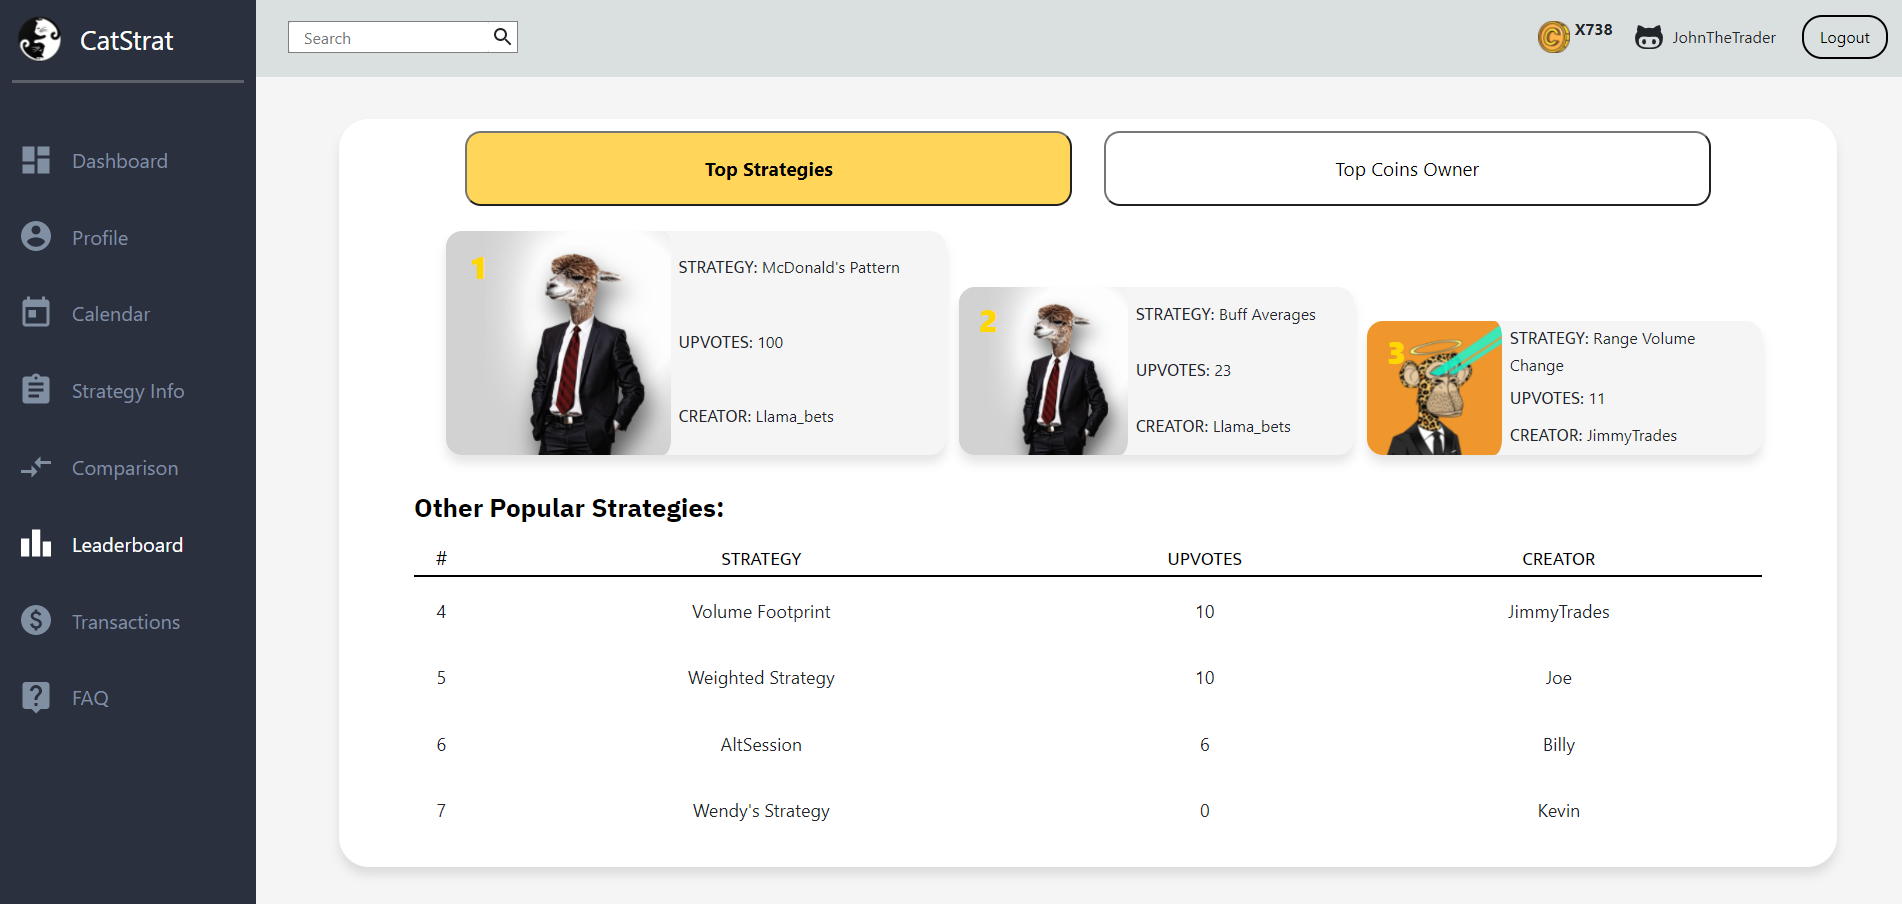 CatStrat
Search
X738
JohnTheTrader
Logout
Dashboard
Profile
Calendar
Strategy Info
Comparison
Leaderboard
Transactions
FAQ
Top Strategies
Top Coins Owner
1
STRATEGY: McDonald's Pattern
UPVOTES: 100
CREATOR: Llama_bets
2
STRATEGY: Buff Averages
UPVOTES: 23
CREATOR: Llama_bets
3
STRATEGY: Range Volume
Change
UPVOTES: 11
CREATOR: JimmyTrades
Other Popular Strategies:
# STRATEGY UPVOTES CREATOR
4 Volume Footprint 10 JimmyTrades
5 Weighted Strategy 10 Joe
6 AltSession 6 Billy
7 Wendy's Strategy 0 Kevin